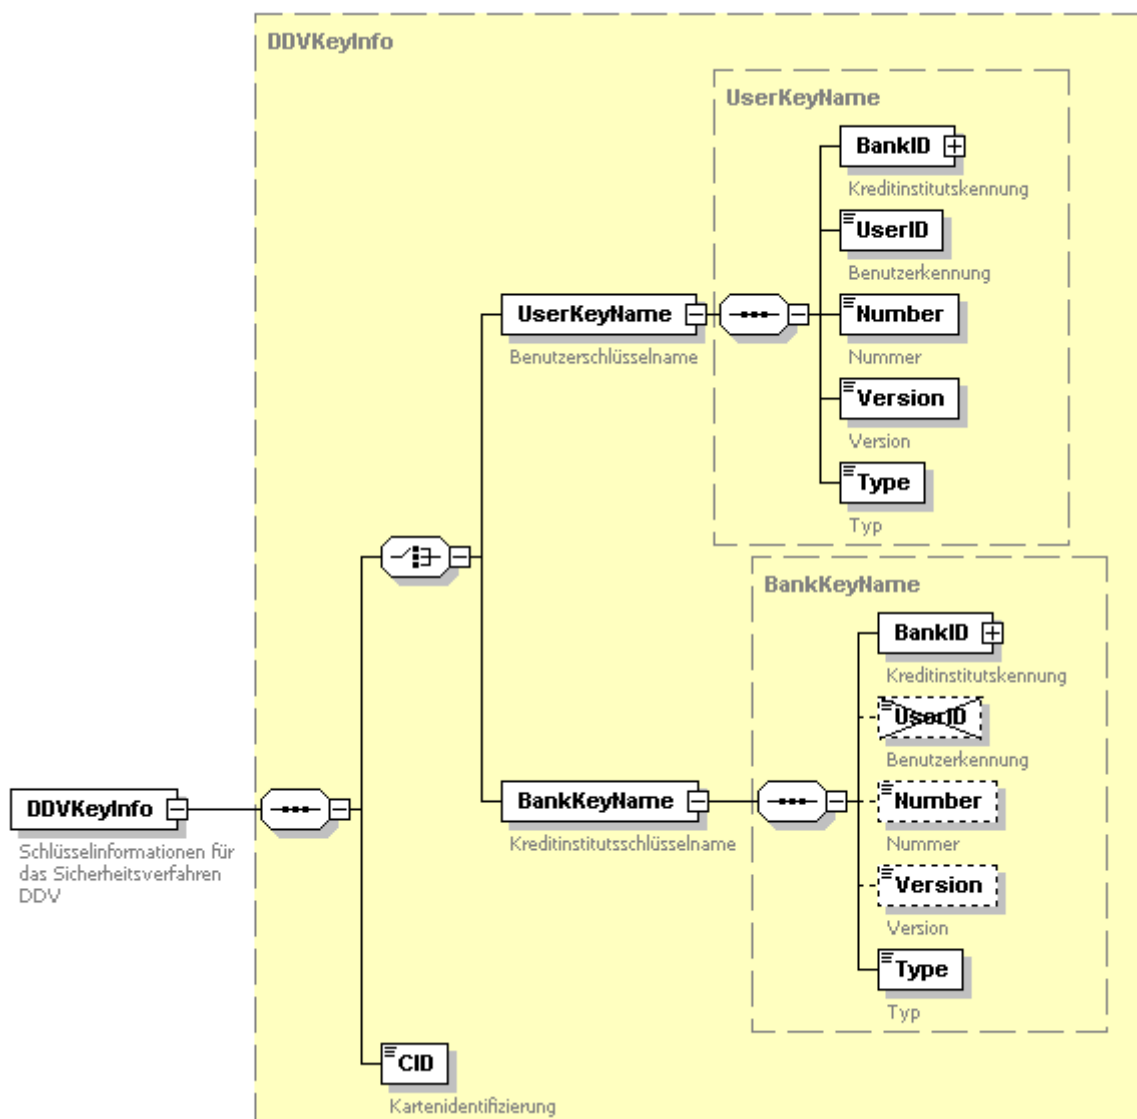 DDVKeyInfo
UserKeyName
BankID
Kreditinstitutskennung
UserID
Benutzerkennung
UserKeyName
Number
Benutzerschlüsselname
Nummer
Version
Version
Type
Typ
BankKeyName
BankID
Kreditinstitutskennung
UserID
Benutzerkennung
DDVKeyInfo
BankKeyName
Number
Schlüsselinformationen für
das Sicherheitsverfahren
DDV
Kreditinstitutsschlüsselname
Nummer
Version
Version
Type
Typ
CID
Kartenidentifizierung